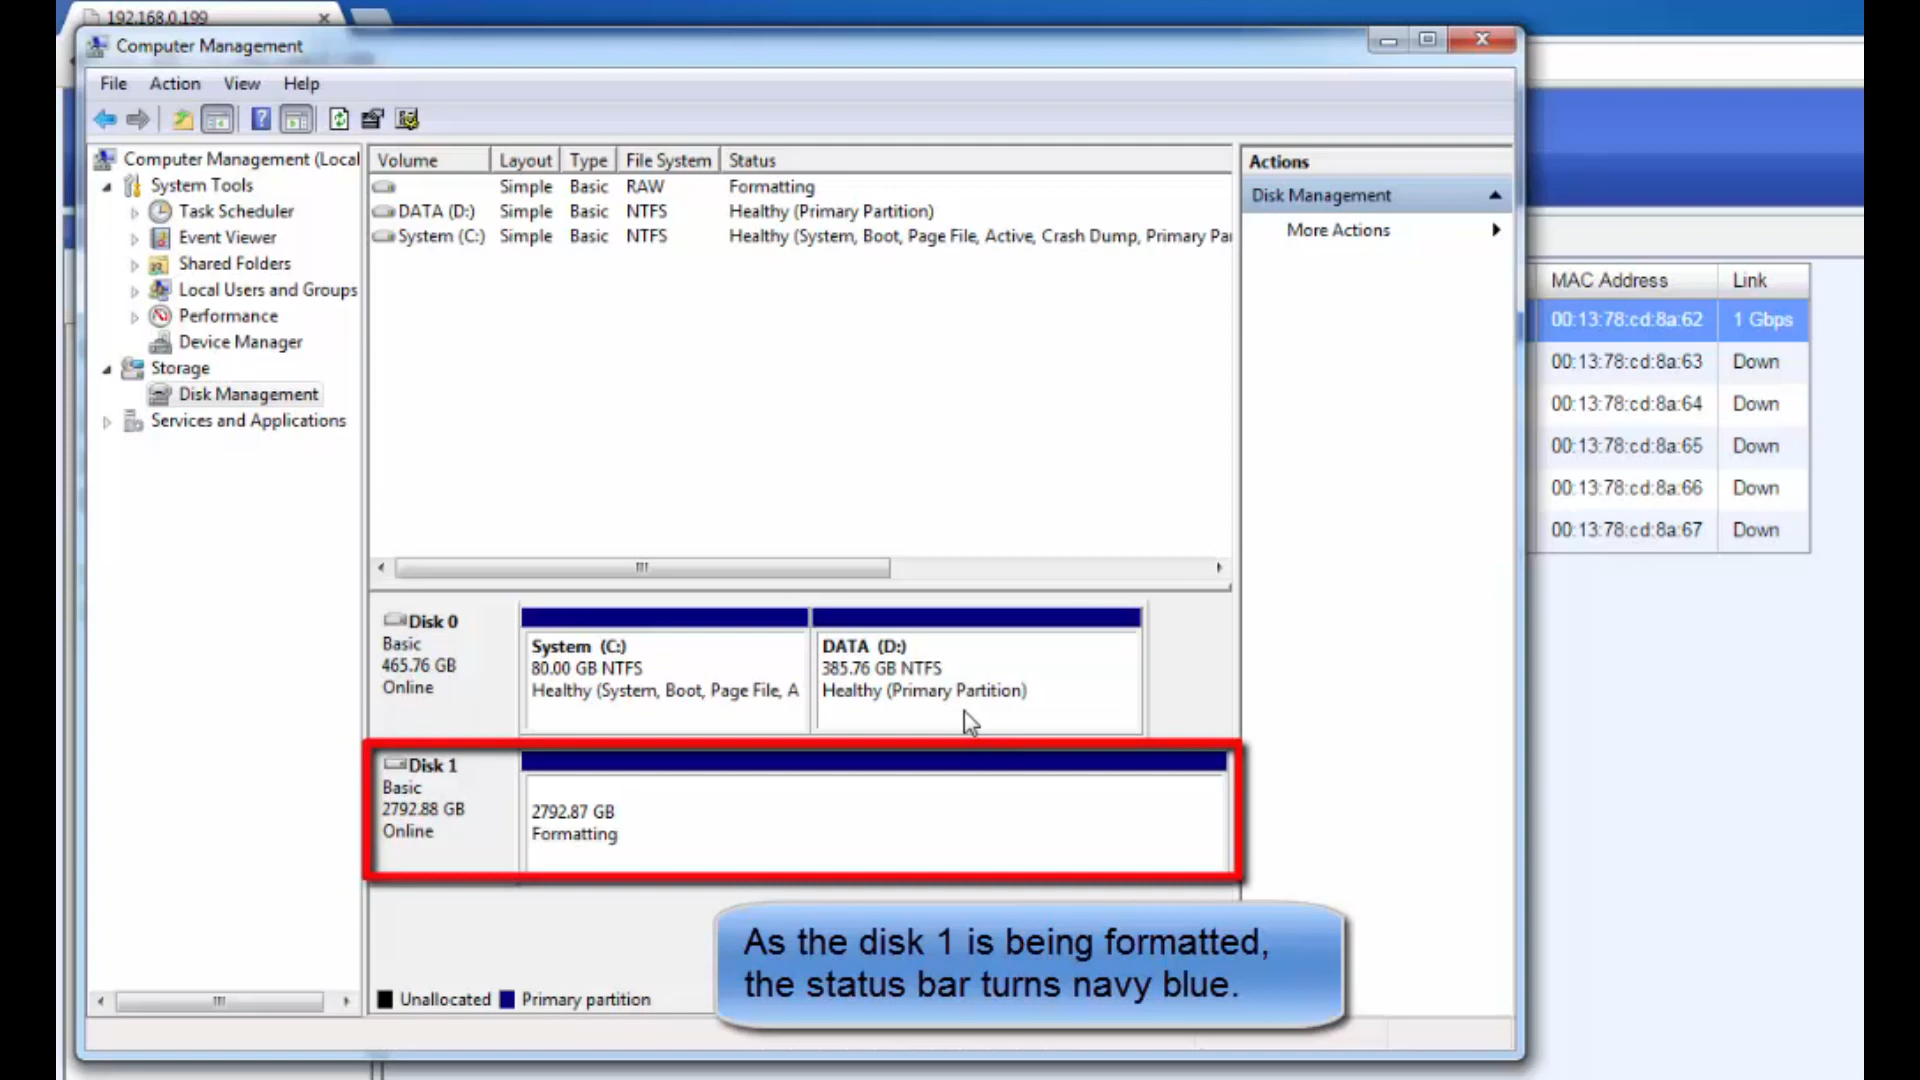 192.168.0.199
Computer Management
File Action View Help
Computer Management (Local
System Tools
Task Scheduler
Event Viewer
Shared Folders
Local Users and Groups
Performance
Device Manager
Storage
Disk Management
Services and Applications
Volume Layout Type File System Status
Simple Basic RAW Formatting
DATA (D:) Simple Basic NTFS Healthy (Primary Partition)
System (C:) Simple Basic NTFS Healthy (System, Boot, Page File, Active, Crash Dump, Primary Par
Actions
Disk Management
More Actions
MAC Address Link
00:13:78:cd:8a:62 1 Gbps
00:13:78:cd:8a:63 Down
00:13:78:cd:8a:64 Down
00:13:78:cd:8a:65 Down
00:13:78:cd:8a:66 Down
00:13:78:cd:8a:67 Down
Disk 0
Basic
465.76 GB
Online
System (C:)
80.00 GB NTFS
Healthy (System, Boot, Page File, A
DATA (D:)
385.76 GB NTFS
Healthy (Primary Partition)
Disk 1
Basic
2792.88 GB
Online
2792.87 GB
Formatting
Unallocated Primary partition
As the disk 1 is being formatted,
the status bar turns navy blue.